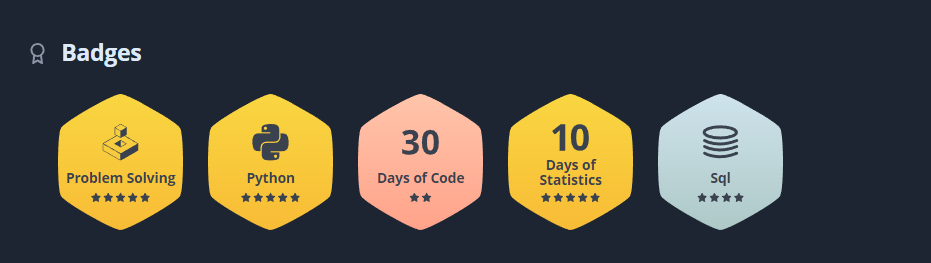 Badges
Problem Solving
Python
30
Days of Code
10
Days of
Statistics
Sql